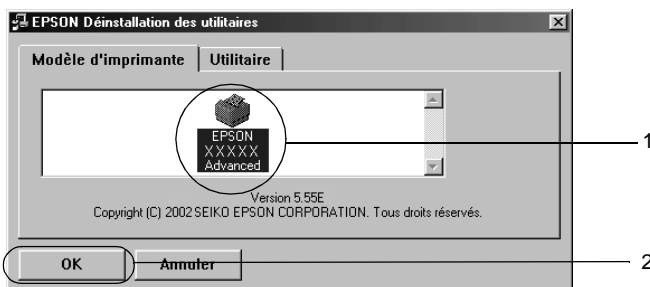 EPSON Déinstallation des utilitaires
Modèle d'imprimante Utilitaire
EPSON
XXXXX
Advanced
1
Version 5.55E
Copyright (C) 2002 SEIKO EPSON CORPORATION. Tous droits réservés.
OK Annuler 2